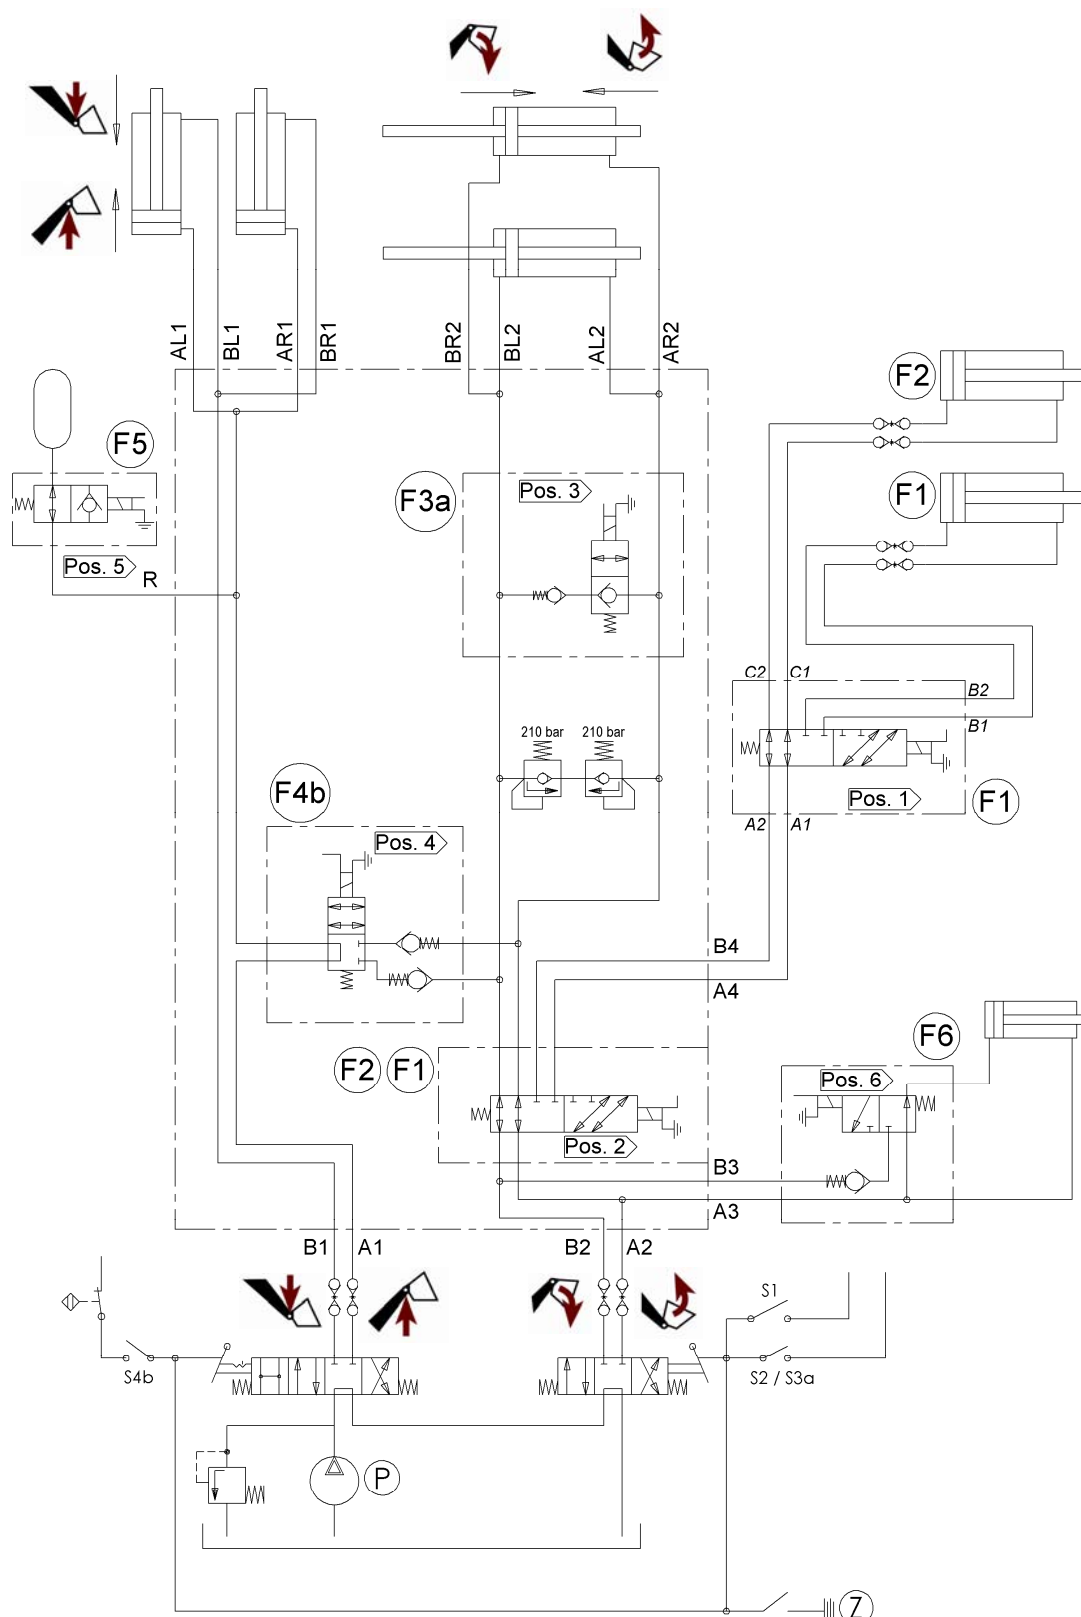 AL1
BL1
AR1
BR1
BR2
BL2
AL2
AR2
F2
F5
F3a
Pos. 3
F1
Pos. 5
R
C2
C1
B2
B1
210 bar
210 bar
F4b
Pos. 1
F1
A2
A1
Pos. 4
B4
A4
F2
F1
F6
Pos. 6
Pos. 2
B3
A3
B1
A1
B2
A2
S1
S4b
S2 / S3a
P
Z